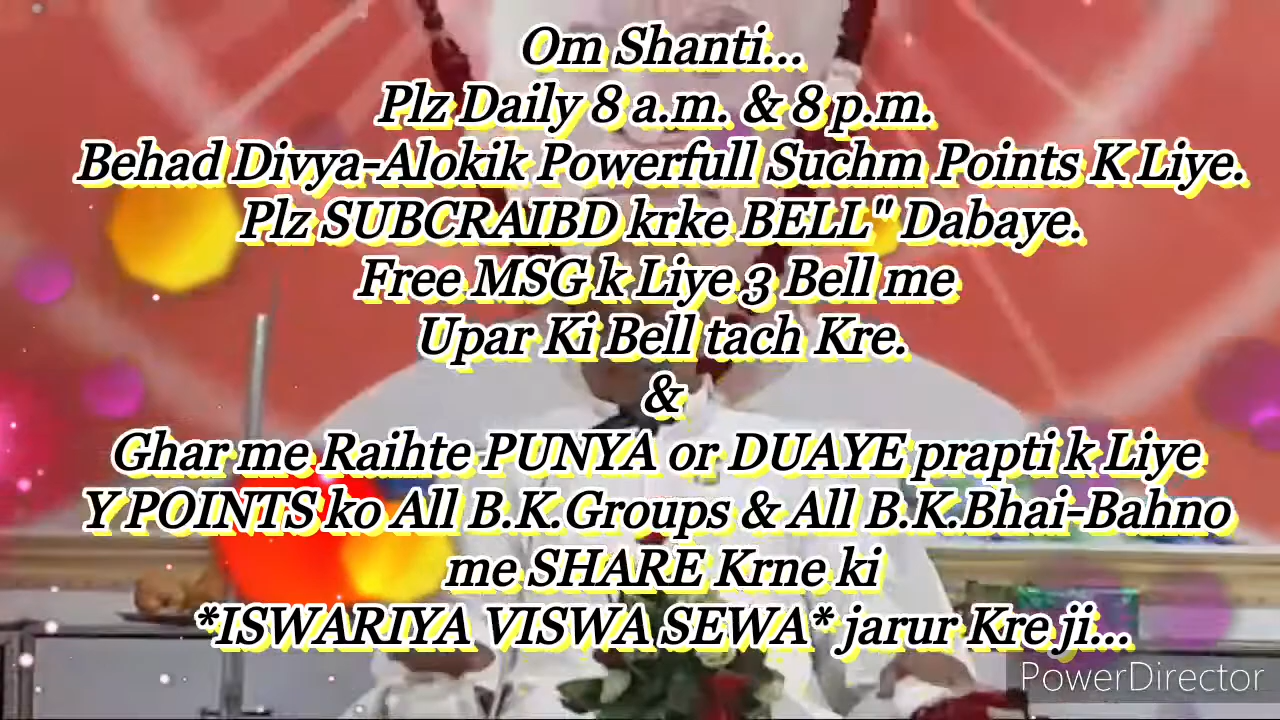 Om Shanti...
Plz Daily 8 a.m. & 8 p.m.
Behad Divya-Alokik Powerfull Suchm Points K Liye.
Plz SUBCRAIBD krke BELL" Dabaye.
Free MSG k Liye 3 Bell me
Upar Ki Bell tach Kre.
&
Ghar me Raihte PUNYA or DUAYE prapti k Liye
Y POINTS ko All B.K.Groups & All B.K.Bhai-Bahno
me SHARE Krne ki
*ISWARIYA VISWA SEWA* jarur Kre ji...
PowerDirector